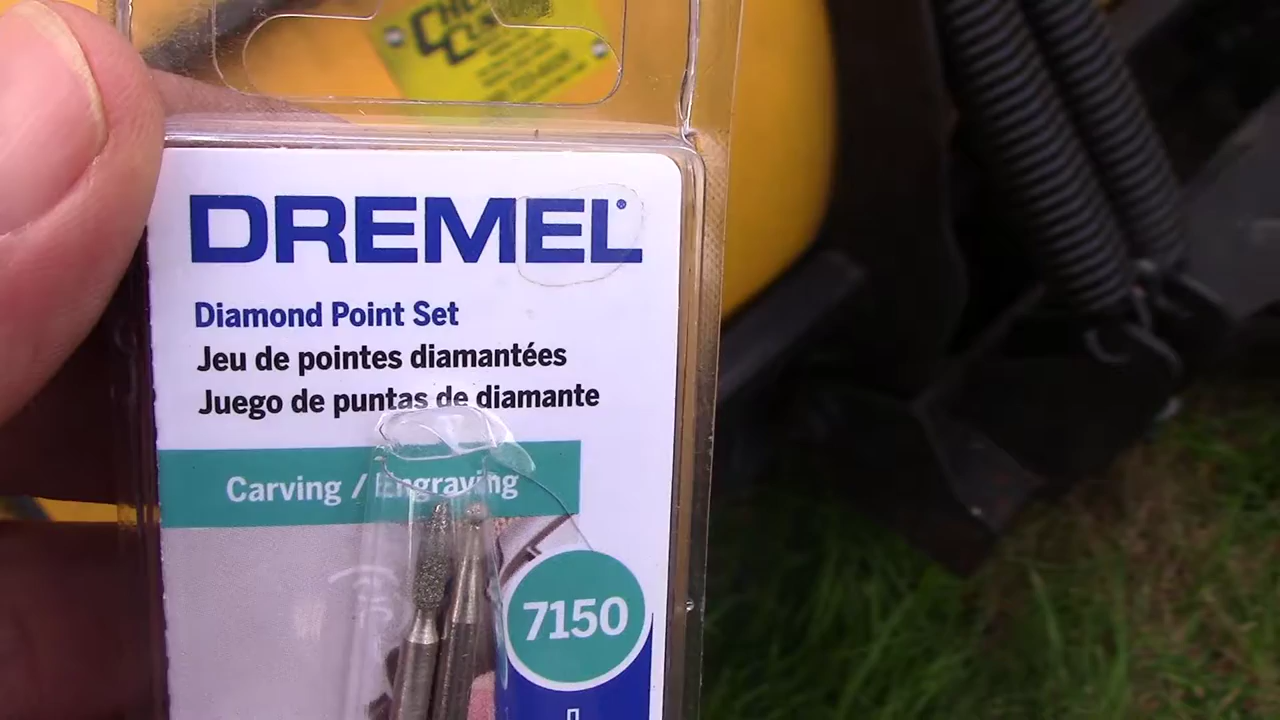 DREMEL®
Diamond Point Set
Jeu de pointes diamantées
Juego de puntas de diamante
Carving / Engraving
7150